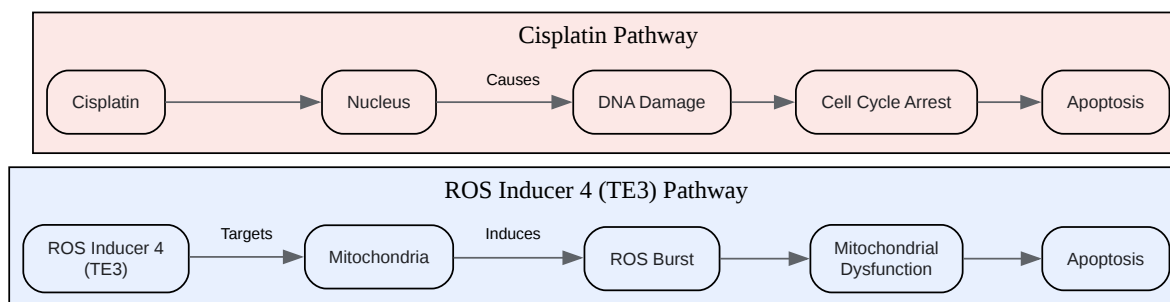 Cisplatin Pathway
Causes
Cisplatin
Nucleus
DNA Damage
Cell Cycle Arrest
Apoptosis
ROS Inducer 4 (TE3) Pathway
Targets
Induces
ROS Inducer 4
(TE3)
Mitochondria
ROS Burst
Mitochondrial
Dysfunction
Apoptosis